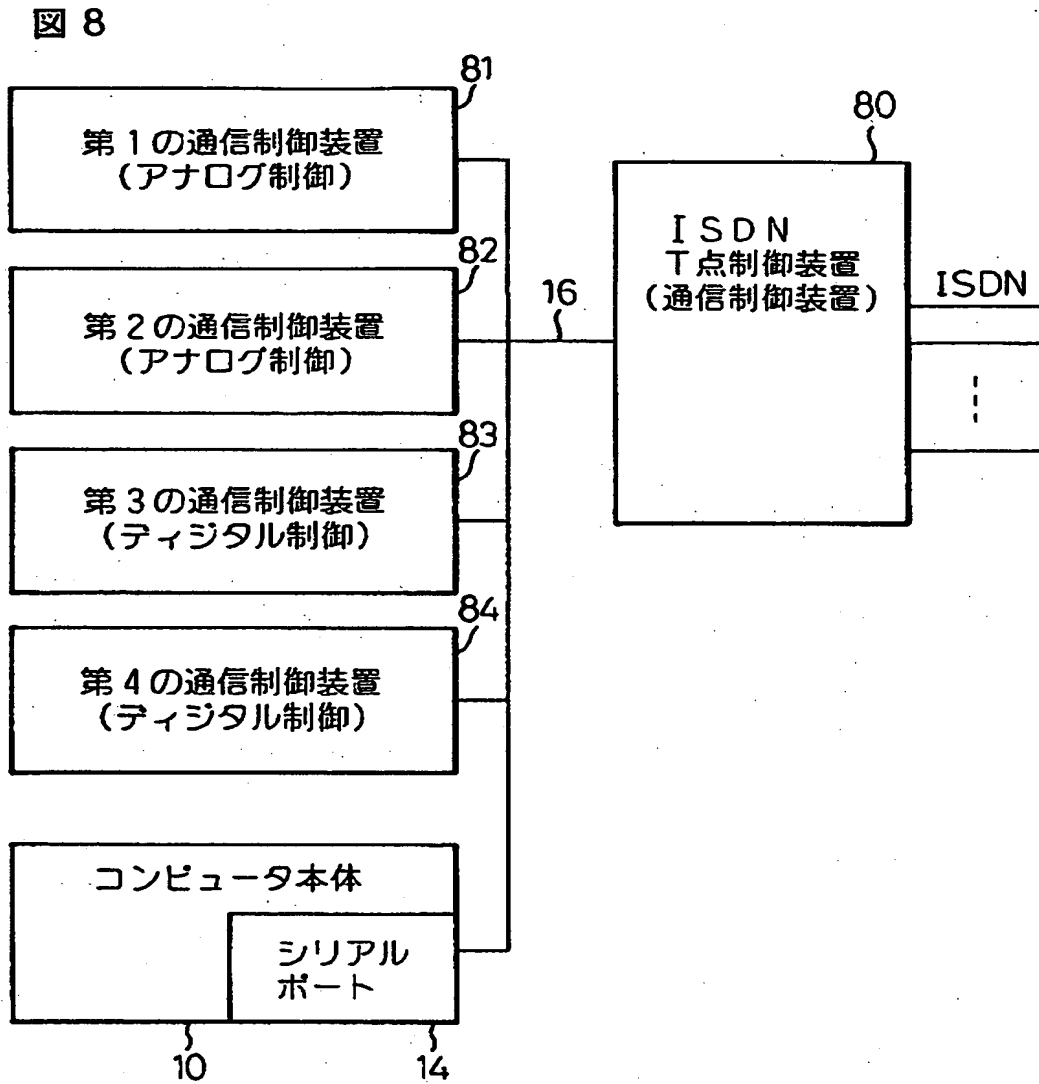 図 8
81
第1の通信制御装置
(アナログ制御)
82
第2の通信制御装置
(アナログ制御)
83
第3の通信制御装置
(ディジタル制御)
84
第4の通信制御装置
(ディジタル制御)
コンピュータ本体
シリアル
ポート
10
14
16
80
ISDN
T点制御装置
(通信制御装置)
ISDN